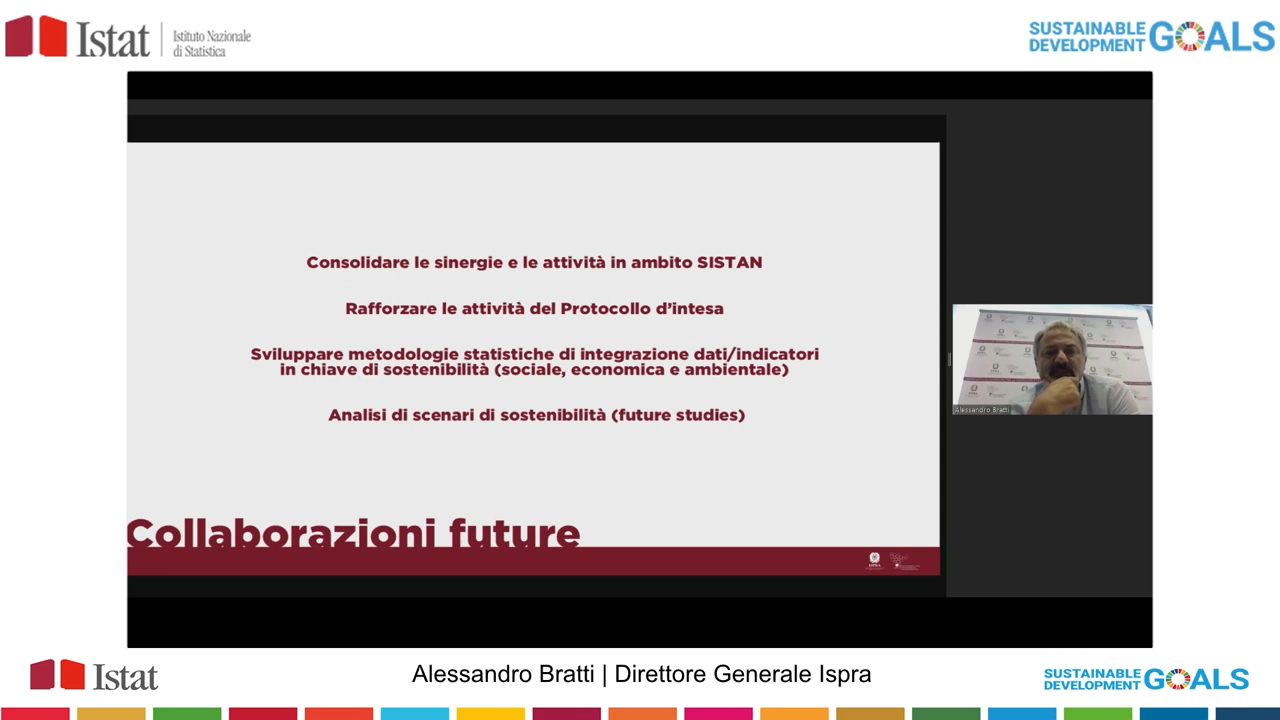 Istat
Istituto Nazionale
di Statistica
SUSTAINABLE
DEVELOPMENT
GOALS
Consolidare le sinergie e le attività in ambito SISTAN
Rafforzare le attività del Protocollo d'intesa
Sviluppare metodologie statistiche di integrazione dati/indicatori
in chiave di sostenibilità (sociale, economica e ambientale)
Analisi di scenari di sostenibilità (future studies)
Collaborazioni future
Alessandro Bratti
Istat
Alessandro Bratti | Direttore Generale Ispra
SUSTAINABLE
DEVELOPMENT
GOALS